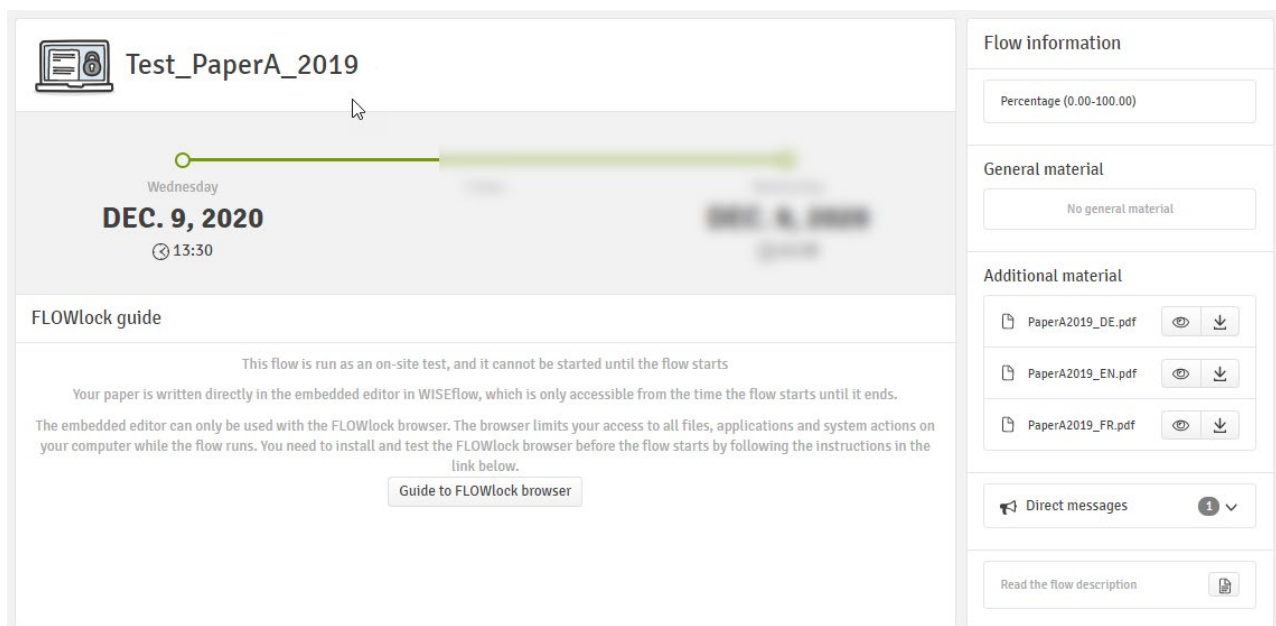 Test_PaperA_2019
Wednesday
DEC. 9, 2020
13:30
FLOWlock guide
This flow is run as an on-site test, and it cannot be started until the flow starts
Your paper is written directly in the embedded editor in WISEflow, which is only accessible from the time the flow starts until it ends.
The embedded editor can only be used with the FLOWlock browser. The browser limits your access to all files, applications and system actions on
your computer while the flow runs. You need to install and test the FLOWlock browser before the flow starts by following the instructions in the
link below.
Guide to FLOWlock browser
Flow information
Percentage (0.00-100.00)
General material
No general material
Additional material
PaperA2019_DE.pdf
PaperA2019_EN.pdf
PaperA2019_FR.pdf
Direct messages 1
Read the flow description